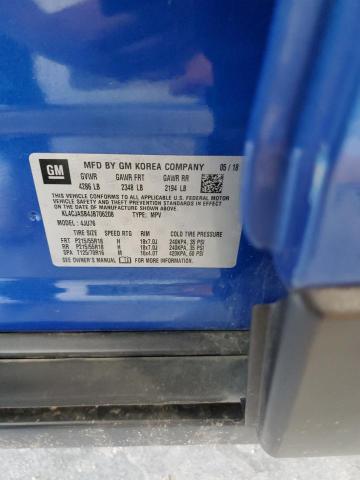 GM
MFD BY GM KOREA COMPANY 05 / 18
GVWR GAWR FRT GAWR RR
4286 LB 2348 LB 2194 LB
THIS VEHICLE CONFORMS TO ALL APPLICABLE
U.S. FEDERAL MOTOR VEHICLE SAFETY, BUMPER,
AND THEFT PREVENTION STANDARDS IN EFFECT
ON THE DATE OF MANUFACTURE SHOWN ABOVE.
KL4CJASB4JB706208 TYPE: MPV
MODEL: 4JU76
TIRE SIZE SPEED RTG RIM COLD TIRE PRESSURE
FRT P215/55R18 H 18x7.0J 240KPA, 35 PSI
RR P215/55R18 H 18x7.0J 240KPA, 35 PSI
SPA T125/70R16 M 16x4.0T 420KPA, 60 PSI
SEE OWNER'S MANUAL FOR MORE INFORMATION.